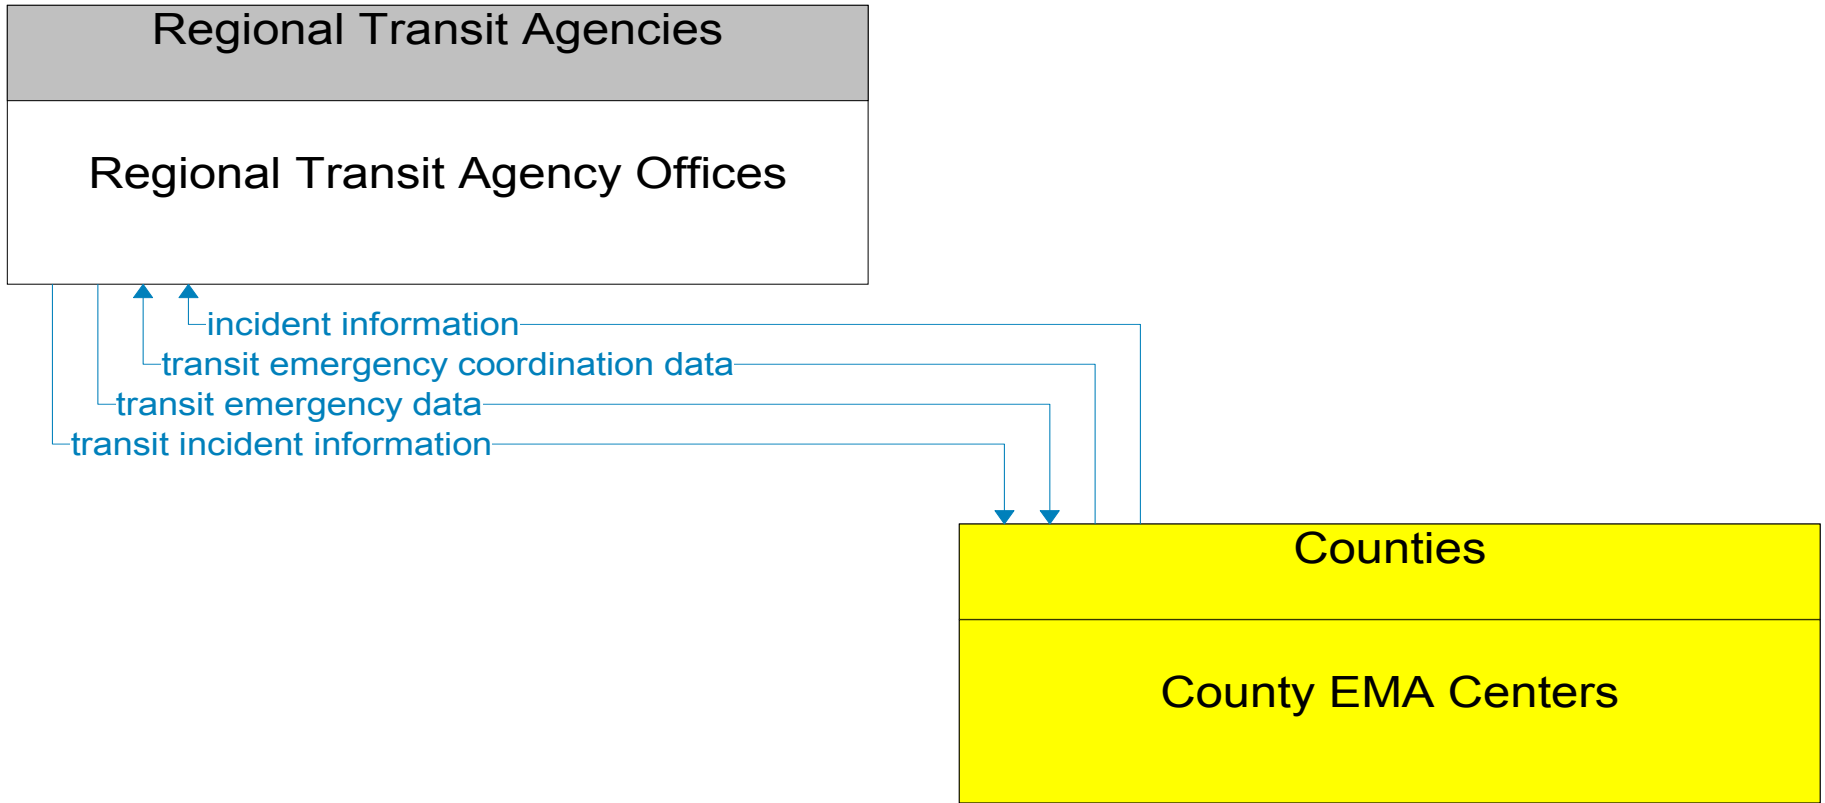 Regional Transit Agencies
Regional Transit Agency Offices
incident information
transit emergency coordination data
transit emergency data
transit incident information
Counties
County EMA Centers